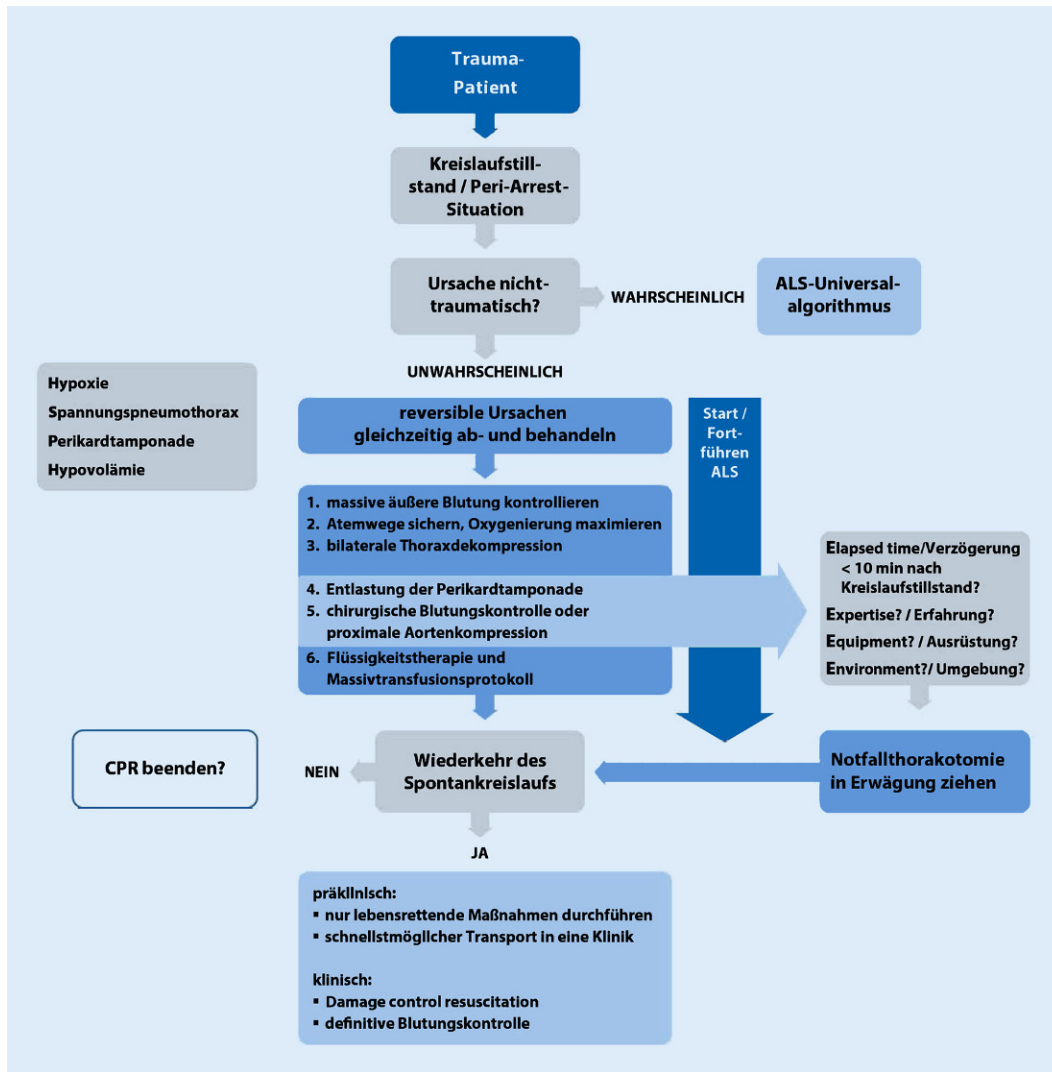 Trauma-
Patient
Kreislaufstill-
stand / Peri-Arrest-
Situation
Ursache nicht-
traumatisch?
WAHRSCHEINLICH
ALS-Universal-
algorithmus
UNWAHRSCHEINLICH
Hypoxie
Spannungspneumothorax
Perikardtamponade
Hypovolämie
reversible Ursachen
gleichzeitig ab- und behandeln
Start /
Fort-
führen
ALS
1. massive äußere Blutung kontrollieren
2. Atemwege sichern, Oxygenierung maximieren
3. bilaterale Thoraxdekompression
4. Entlastung der Perikardtamponade
5. chirurgische Blutungskontrolle oder
proximale Aortenkompression
6. Flüssigkeitstherapie und
Massivtransfusionsprotokoll
Elapsed time/Verzögerung
< 10 min nach
Kreislaufstillstand?
Expertise? / Erfahrung?
Equipment? / Ausrüstung?
Environment?/ Umgebung?
CPR beenden?
NEIN
Wiederkehr des
Spontankreislaufs
Notfallthorakotomie
in Erwägung ziehen
JA
präklinisch:
▪ nur lebensrettende Maßnahmen durchführen
▪ schnellstmöglicher Transport in eine Klinik
klinisch:
▪ Damage control resuscitation
▪ definitive Blutungskontrolle